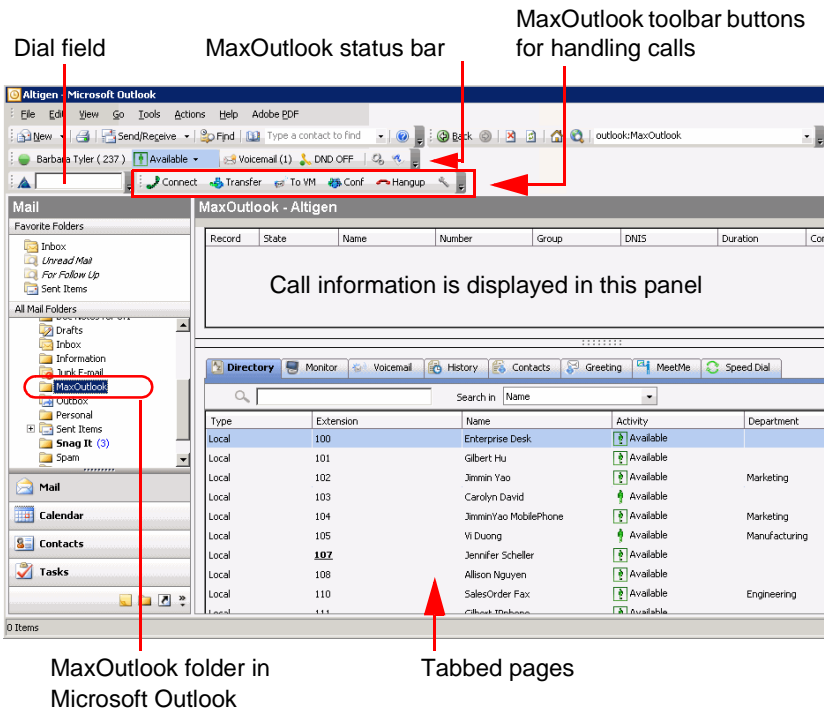 MaxOutlook toolbar buttons
Dial field MaxOutlook status bar for handling calls
Altigen - Microsoft Outlook
File Edit View Go Tools Actions Help Adobe PDF
New Send/Receive Find Type a contact to find Back outlook:MaxOutlook
Barbara Tyler ( 237 ) Available Voicemail (1) DND OFF
Connect Transfer To VM Conf Hangup
Mail MaxOutlook - Altigen
Favorite Folders
Record State Name Number Group DNIS Duration
Inbox
Unread Mail
For Follow Up
Sent Items
Call information is displayed in this panel
All Mail Folders
Drafts
Inbox
Information
Junk E-mail
MaxOutlook
Outbox
Personal
Sent Items
Snag It (3)
Spam
Mail
Calendar
Contacts
Tasks
Directory Monitor Voicemail History Contacts Greeting MeetMe Speed Dial
Search in Name
Type Extension Name Activity Department
Local 100 Enterprise Desk Available
Local 101 Gilbert Hu Available
Local 102 Jimmin Yao Available Marketing
Local 103 Carolyn David Available
Local 104 JimminYao MobilePhone Available Marketing
Local 105 Vi Duong Available Manufacturing
Local 107 Jennifer Scheller Available
Local 108 Allison Nguyen Available
Local 110 SalesOrder Fax Available Engineering
Local 111 Gilbert IPphone Available
0 Items
MaxOutlook folder in
Microsoft Outlook
Tabbed pages